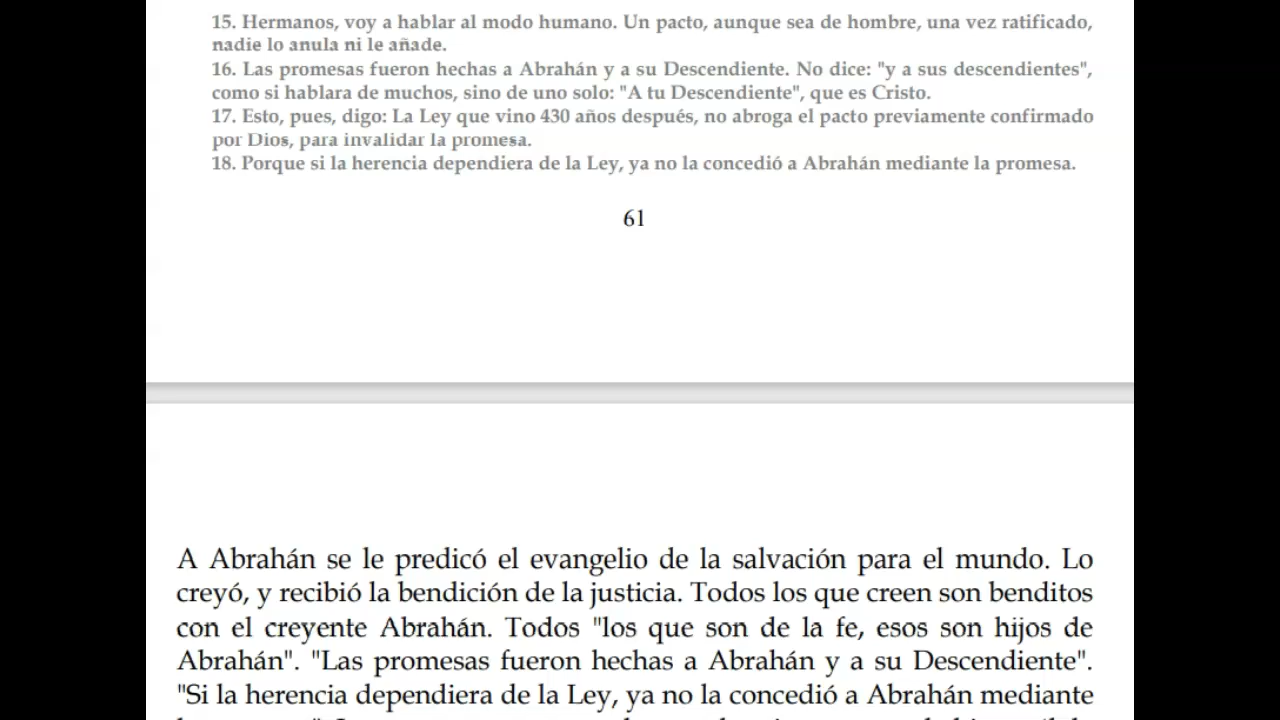 15. Hermanos, voy a hablar al modo humano. Un pacto, aunque sea de hombre, una vez ratificado,
nadie lo anula ni le añade.
16. Las promesas fueron hechas a Abrahán y a su Descendiente. No dice: "y a sus descendientes",
como si hablara de muchos, sino de uno solo: "A tu Descendiente", que es Cristo.
17. Esto, pues, digo: La Ley que vino 430 años después, no abroga el pacto previamente confirmado
por Dios, para invalidar la promesa.
18. Porque si la herencia dependiera de la Ley, ya no la concedió a Abrahán mediante la promesa.
61
A Abrahán se le predicó el evangelio de la salvación para el mundo. Lo
creyó, y recibió la bendición de la justicia. Todos los que creen son benditos
con el creyente Abrahán. Todos "los que son de la fe, esos son hijos de
Abrahán". "Las promesas fueron hechas a Abrahán y a su Descendiente".
"Si la herencia dependiera de la Ley, ya no la concedió a Abrahán mediante